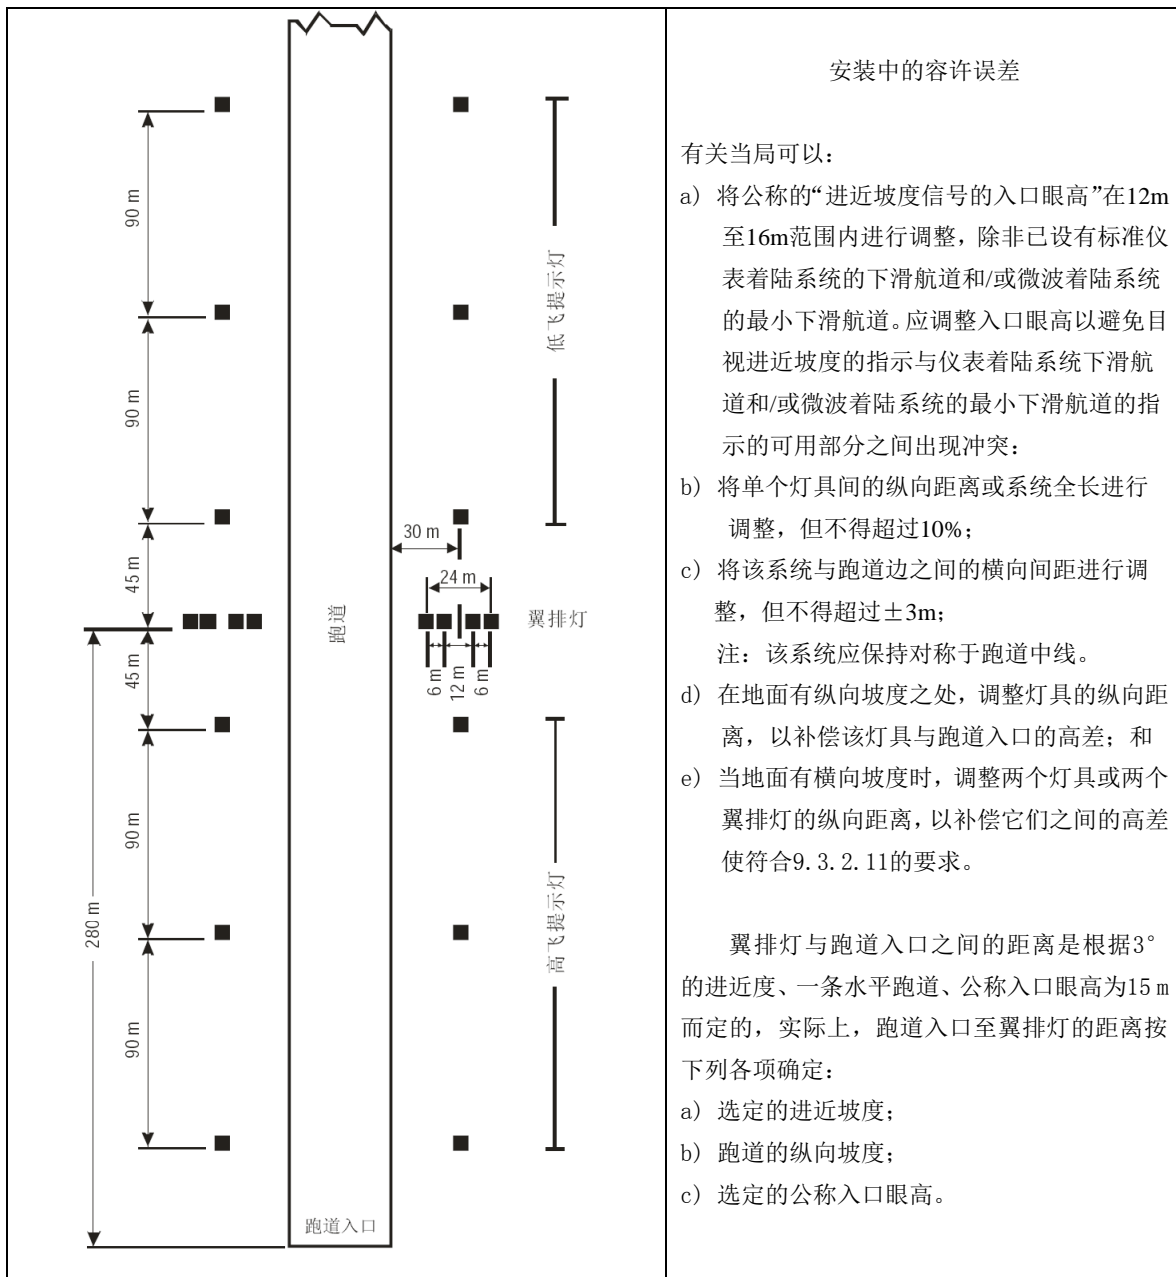 90 m
90 m
45 m
45 m
90 m
90 m
280 m
跑道
跑道入口
30 m
24 m
6 m
12 m
6 m
低飞提示灯
翼排灯
高飞提示灯
安装中的容许误差
有关当局可以：
a) 将公称的“进近坡度信号的入口眼高”在12m
至16m范围内进行调整，除非已设有标准仪
表着陆系统的下滑航道和/或微波着陆系统
的最小下滑航道。应调整入口眼高以避免目
视进近坡度的指示与仪表着陆系统下滑航
道和/或微波着陆系统的最小下滑航道的指
示的可用部分之间出现冲突：
b) 将单个灯具间的纵向距离或系统全长进行
调整，但不得超过10%；
c) 将该系统与跑道边之间的横向间距进行调
整，但不得超过±3m；
注：该系统应保持对称于跑道中线。
d) 在地面有纵向坡度之处，调整灯具的纵向距
离，以补偿该灯具与跑道入口的高差；和
e) 当地面有横向坡度时，调整两个灯具或两个
翼排灯的纵向距离，以补偿它们之间的高差
使符合9.3.2.11的要求。
翼排灯与跑道入口之间的距离是根据3°
的进近度、一条水平跑道、公称入口眼高为15 m
而定的，实际上，跑道入口至翼排灯的距离按
下列各项确定：
a) 选定的进近坡度；
b) 跑道的纵向坡度；
c) 选定的公称入口眼高。